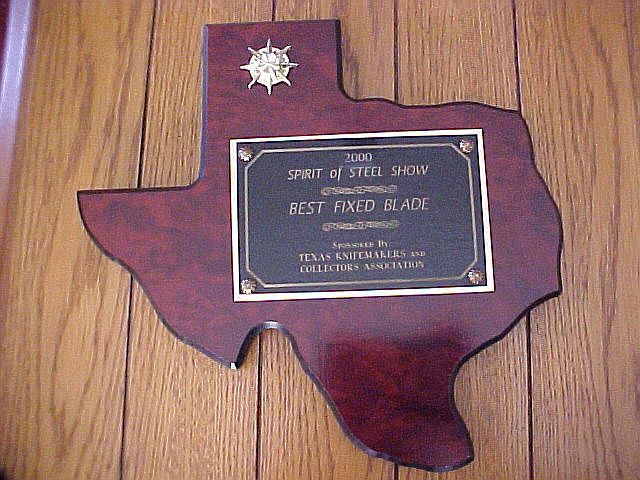 2000
SPIRIT of STEEL SHOW
BEST FIXED BLADE
SPONSORED BY
TEXAS KNIFEMAKERS AND
COLLECTORS ASSOCIATION